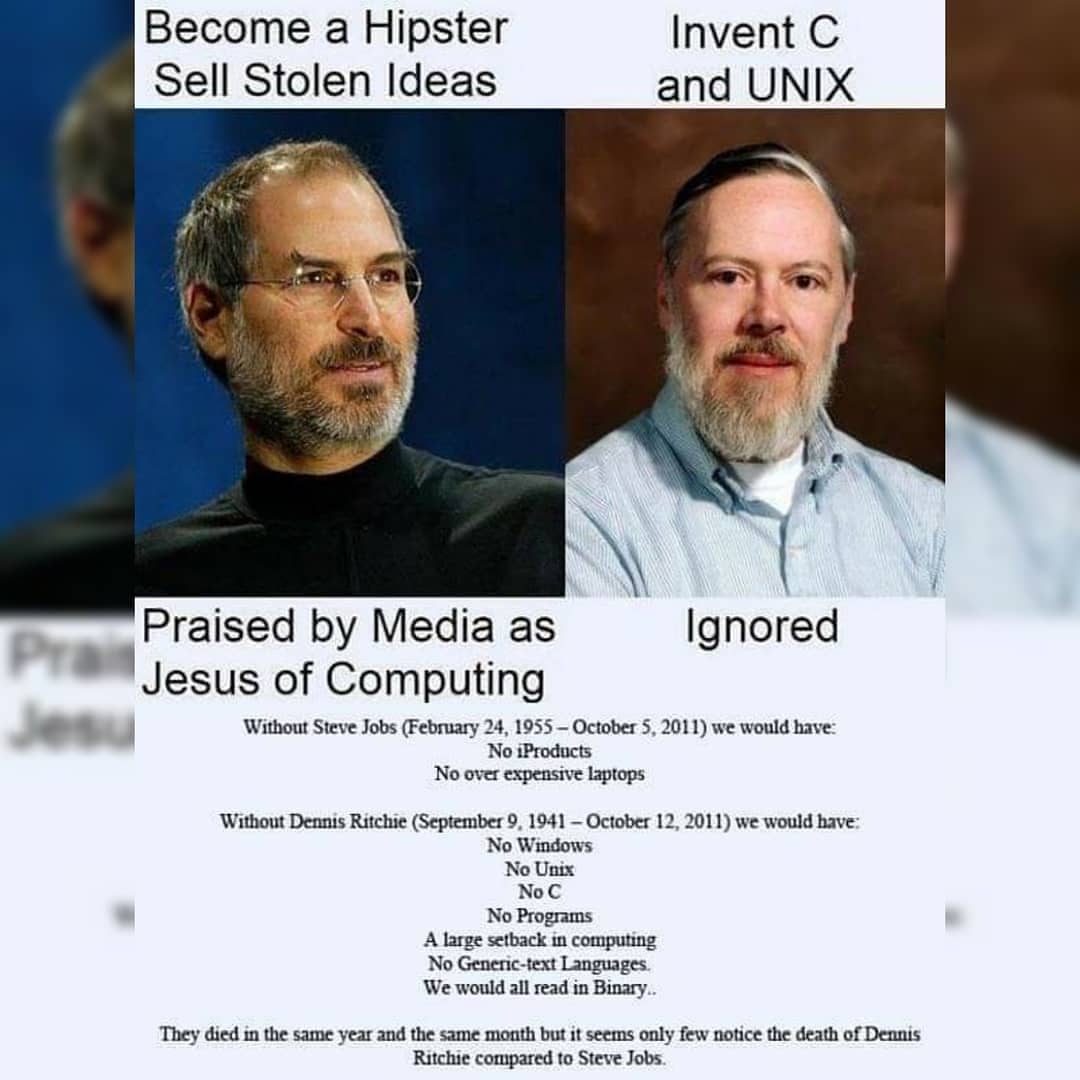 Become a Hipster
Sell Stolen Ideas
Invent C
and UNIX
Praised by Media as
Jesus of Computing
Ignored
Without Steve Jobs (February 24, 1955 – October 5, 2011) we would have:
No iProducts
No over expensive laptops
Without Dennis Ritchie (September 9, 1941 – October 12, 2011) we would have:
No Windows
No Unix
No C
No Programs
A large setback in computing
No Generic-text Languages.
We would all read in Binary..
They died in the same year and the same month but it seems only few notice the death of Dennis
Ritchie compared to Steve Jobs.